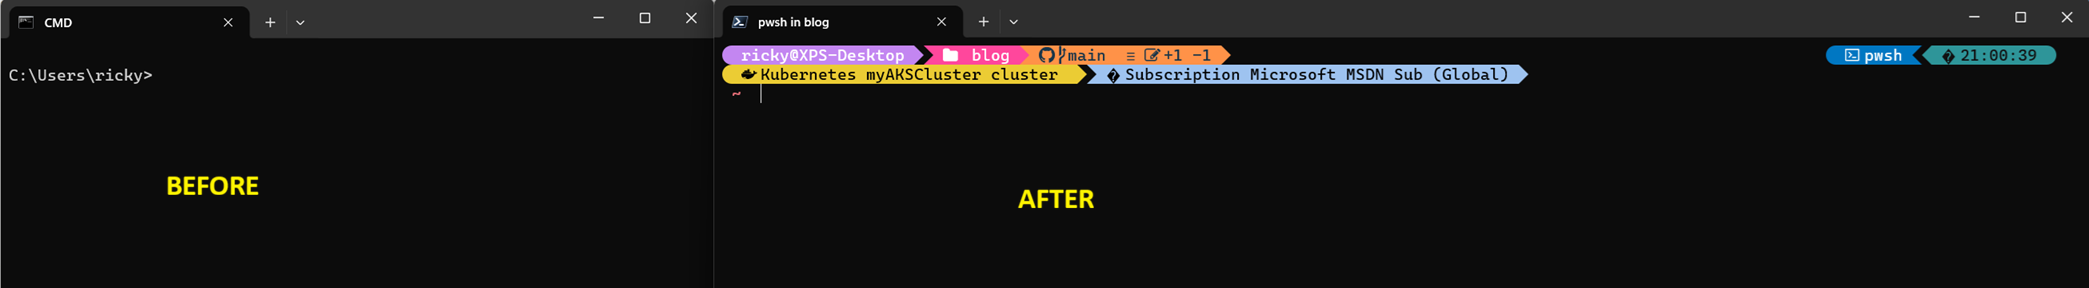 CMD
C:\Users\ricky>
BEFORE
pwsh in blog
ricky@XPS-Desktop blog main ≡ +1 -1 pwsh � 21:00:39
Kubernetes myAKSCluster cluster � Subscription Microsoft MSDN Sub (Global)
~
AFTER